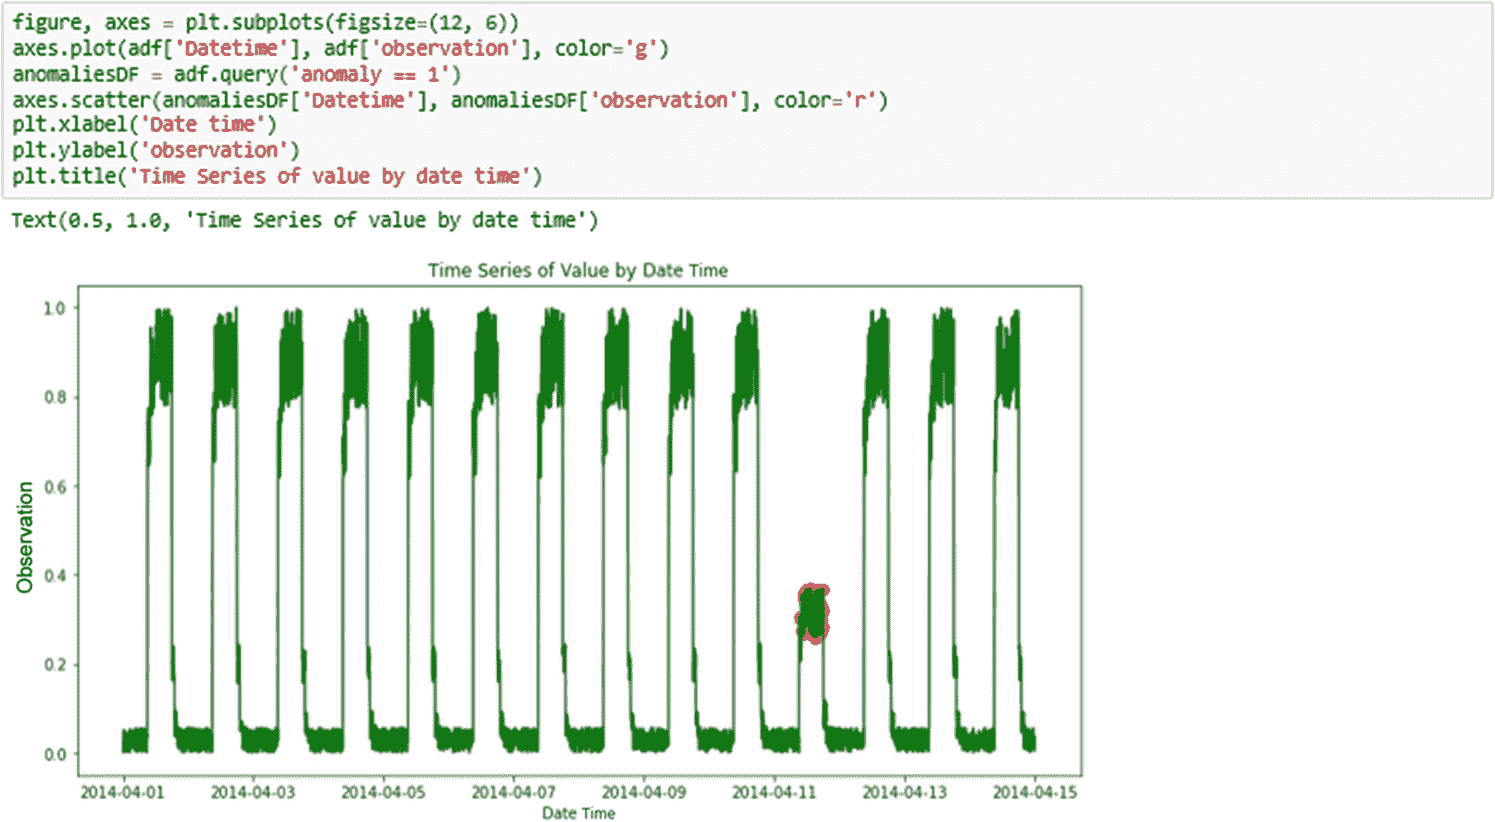 figure, axes = plt.subplots(figsize=(12, 6))
axes.plot(adf['Datetime'], adf['observation'], color='g')
anomaliesDF = adf.query('anomaly == 1')
axes.scatter(anomaliesDF['Datetime'], anomaliesDF['observation'], color='r')
plt.xlabel('Date time')
plt.ylabel('observation')
plt.title('Time Series of value by date time')
Text(0.5, 1.0, 'Time Series of value by date time')
Time Series of Value by Date Time
1.0
0.8
0.6
0.4
0.2
0.0
Observation
2014-04-01 2014-04-03 2014-04-05 2014-04-07 2014-04-09 2014-04-11 2014-04-13 2014-04-15
Date Time